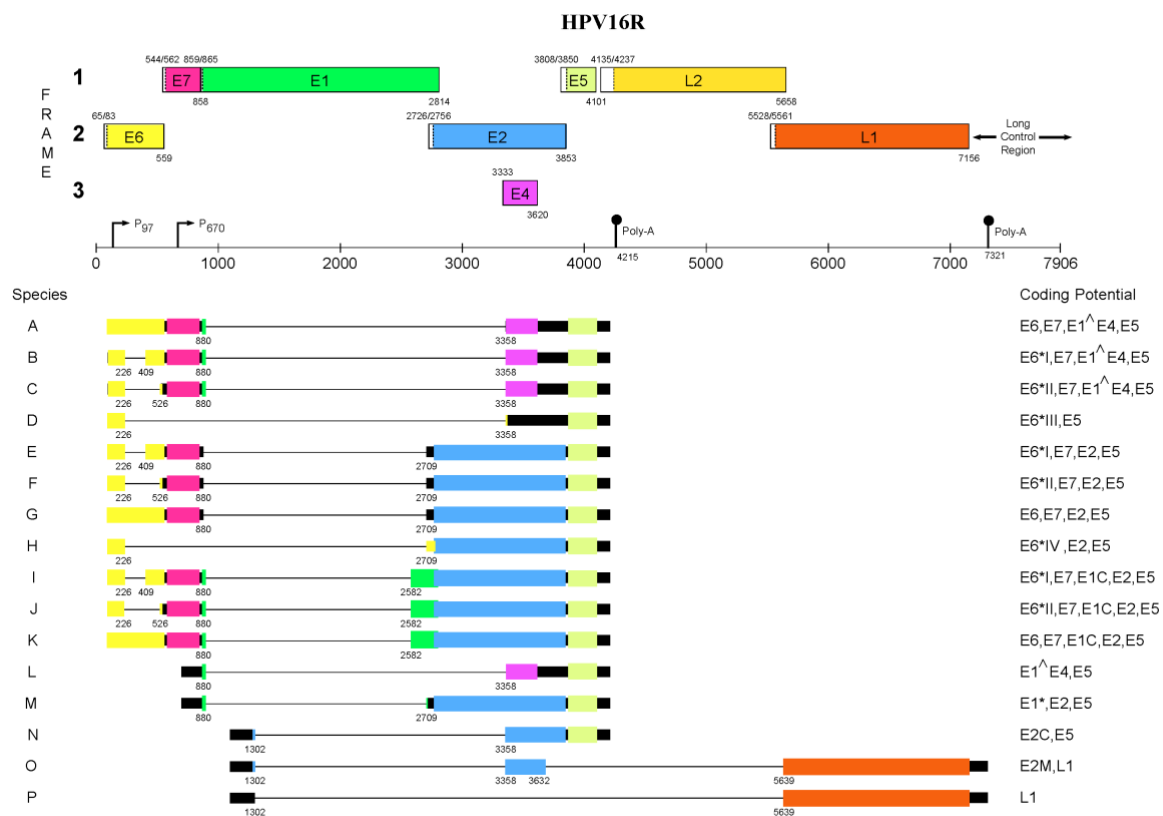 HPV16R
544/562 859/865 3808/3850 4135/4237
1 E7 E1 E5 L2
858 2814 4101 5658
FRAME
65/83 2726/2756 5528/5561
2 E6 E2 L1 Long Control Region
559 3853 7156
3333
3 E4
3620
P97 P670 Poly-A 4215 Poly-A 7321
0 1000 2000 3000 4000 5000 6000 7000 7906
Species Coding Potential
A E6,E7,E1^E4,E5
880 3358
B E6*I,E7,E1^E4,E5
226 409 880 3358
C E6*II,E7,E1^E4,E5
226 526 880 3358
D E6*III,E5
226 3358
E E6*I,E7,E2,E5
226 409 880 2709
F E6*II,E7,E2,E5
226 526 880 2709
G E6,E7,E2,E5
880 2709
H E6*IV,E2,E5
226 2709
I E6*I,E7,E1C,E2,E5
226 409 880 2582
J E6*II,E7,E1C,E2,E5
226 526 880 2582
K E6,E7,E1C,E2,E5
880 2582
L E1^E4,E5
880 3358
M E1*,E2,E5
880 2709
N E2C,E5
1302 3358
O E2M,L1
1302 3358 3632 5639
P L1
1302 5639